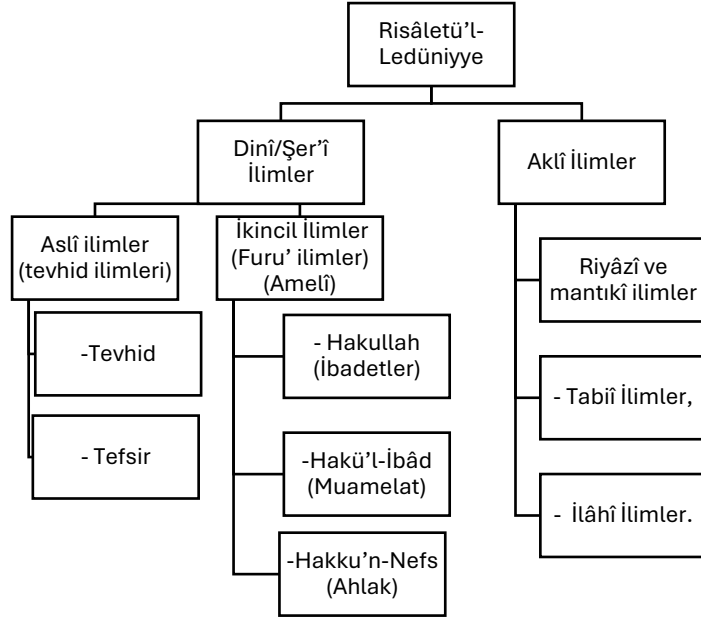 Risâletü’l-
Ledüniyye
Dinî/Şer’î
İlimler
Aklî İlimler
Aslî ilimler
(tevhid ilimleri)
İkincil İlimler
(Furu’ ilimler)
(Amelî)
Riyâzî ve
mantıkî ilimler
-Tevhid
- Hakullah
(İbadetler)
- Tabiî İlimler,
- Tefsir
-Hakü’l-İbâd
(Muamelat)
- İlâhî İlimler.
-Hakku’n-Nefs
(Ahlak)